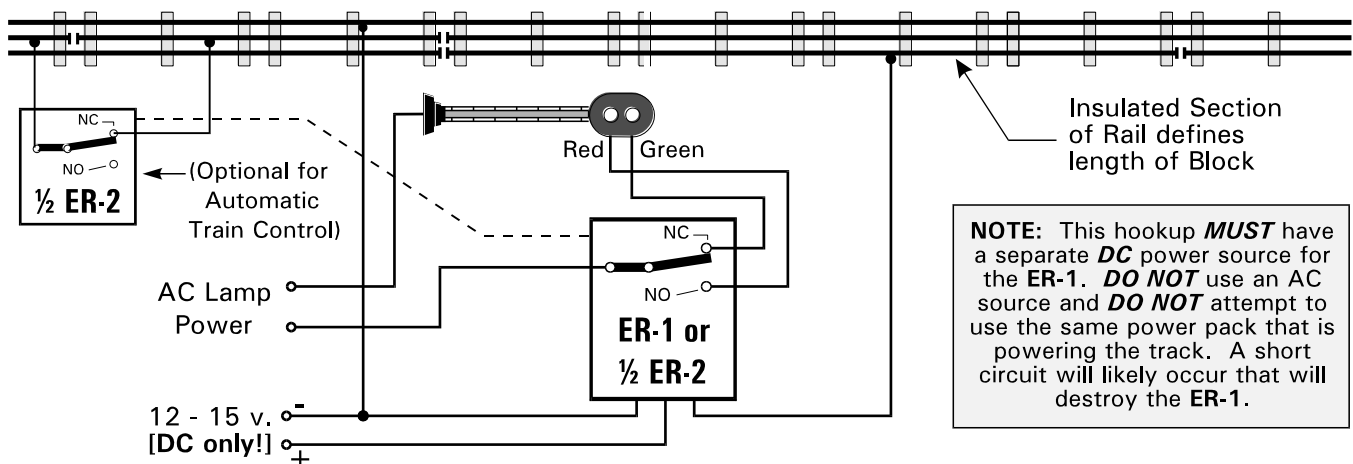 Insulated Section
of Rail defines
length of Block
NC
NO
½ ER-2
(Optional for
Automatic
Train Control)
Red Green
NC
NO
ER-1 or
½ ER-2
AC Lamp
Power
12 - 15 v. -
[DC only!] +
NOTE: This hookup MUST have
a separate DC power source for
the ER-1. DO NOT use an AC
source and DO NOT attempt to
use the same power pack that is
powering the track. A short
circuit will likely occur that will
destroy the ER-1.